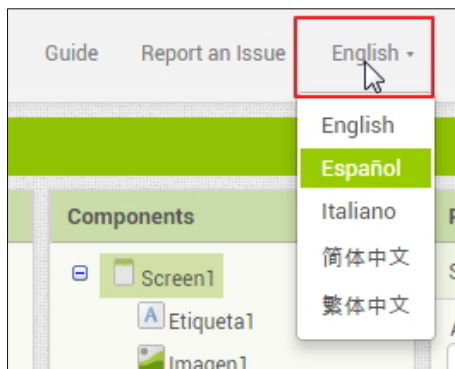 Guide Report an Issue English
English
Español
Italiano
简体中文
繁体中文
Components
Screen1
A Etiqueta1
Imagen1